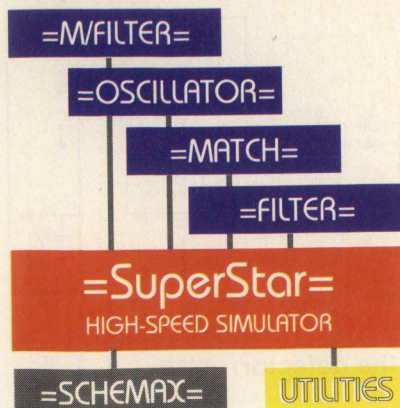 =M/FILTER=
=OSCILLATOR=
=MATCH=
=FILTER=
=SuperStar=
HIGH-SPEED SIMULATOR
=SCHEMAX=
UTILITIES